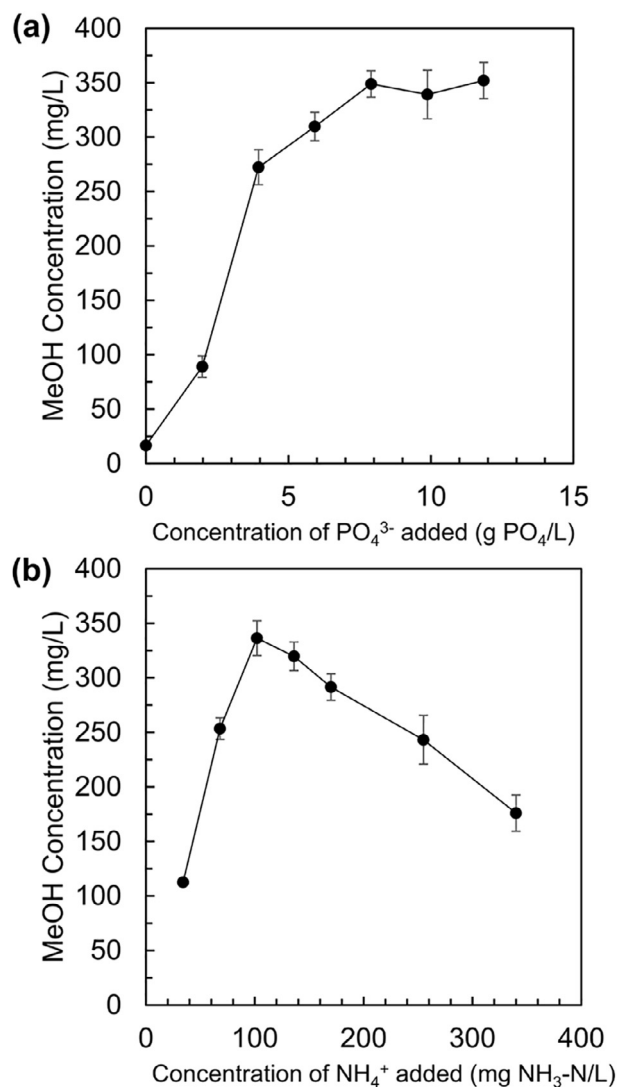 (a)
MeOH Concentration (mg/L)
400
350
300
250
200
150
100
50
0
0 5 10 15
Concentration of PO₄³⁻ added (g PO₄/L)
(b)
MeOH Concentration (mg/L)
400
350
300
250
200
150
100
50
0
0 100 200 300 400
Concentration of NH₄⁺ added (mg NH₃-N/L)